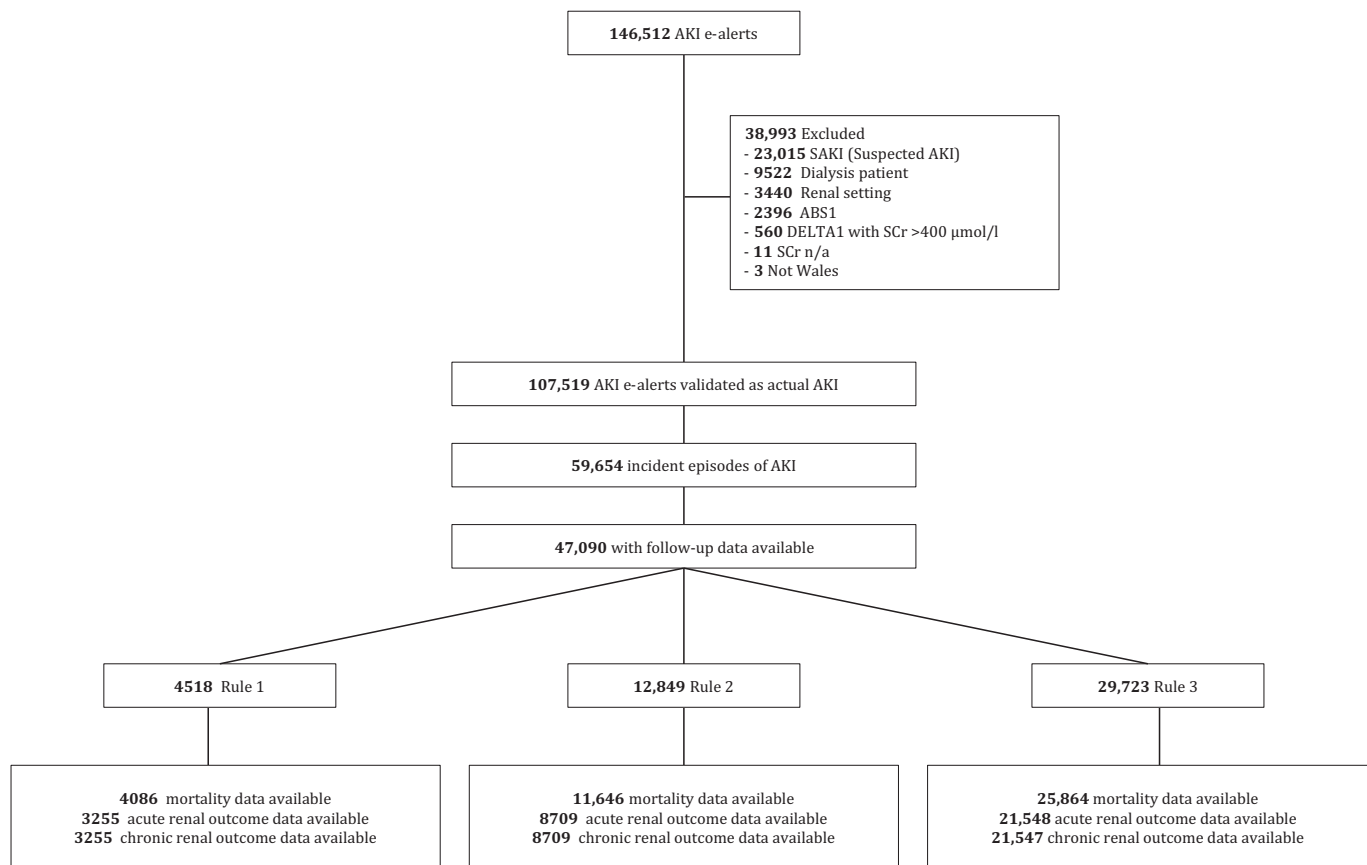 146,512 AKI e-alerts
38,993 Excluded
- 23,015 SAKI (Suspected AKI)
- 9522 Dialysis patient
- 3440 Renal setting
- 2396 ABS1
- 560 DELTA1 with SCr >400 μmol/l
- 11 SCr n/a
- 3 Not Wales
107,519 AKI e-alerts validated as actual AKI
59,654 incident episodes of AKI
47,090 with follow-up data available
4518 Rule 1
12,849 Rule 2
29,723 Rule 3
4086 mortality data available
3255 acute renal outcome data available
3255 chronic renal outcome data available
11,646 mortality data available
8709 acute renal outcome data available
8709 chronic renal outcome data available
25,864 mortality data available
21,548 acute renal outcome data available
21,547 chronic renal outcome data available